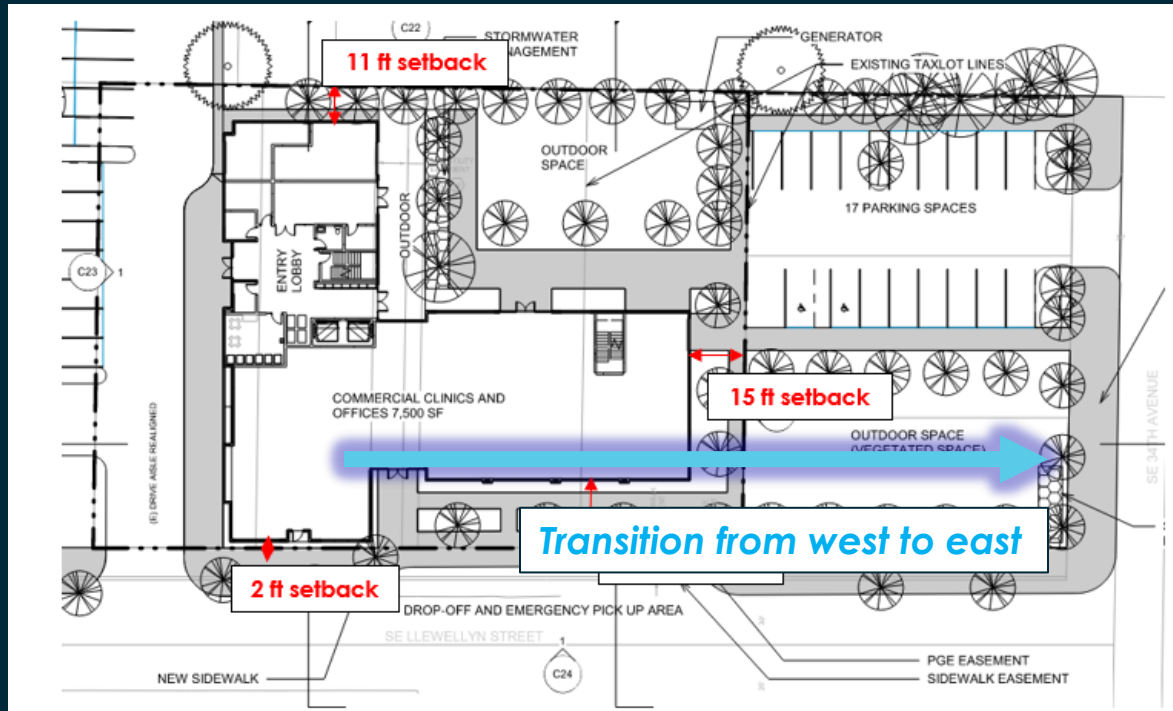 C22
STORMWATER
NAGEMENT
GENERATOR
11 ft setback
EXISTING TAXLOT LINES
OUTDOOR
SPACE
OUTDOOR
17 PARKING SPACES
C23
1
ENTRY
LOBBY
COMMERCIAL CLINICS AND
OFFICES 7,500 SF
15 ft setback
OUTDOOR SPACE
(VEGETATED SPACE)
SE 34TH AVENUE
(E) DRIVE AISLE REALIGNED
Transition from west to east
2 ft setback
DROP-OFF AND EMERGENCY PICK UP AREA
SE LLEWELLYN STREET
1
C24
NEW SIDEWALK
PGE EASEMENT
SIDEWALK EASEMENT